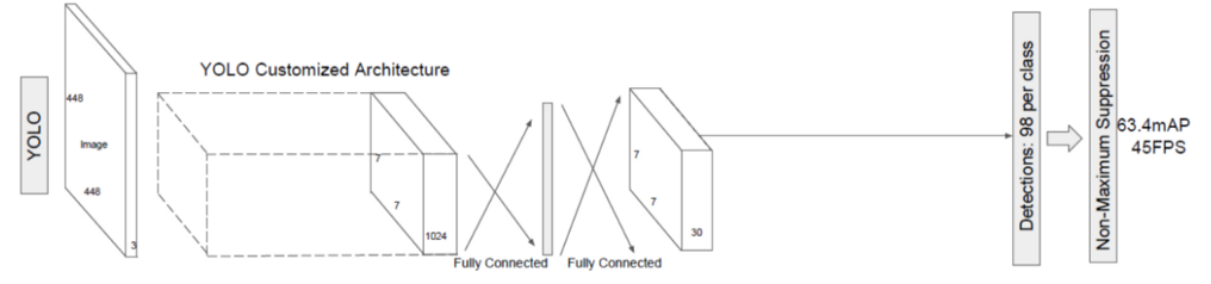 YOLO
448
Image
448
3
YOLO Customized Architecture
7
7
1024
Fully Connected
Fully Connected
7
7
30
Detections: 98 per class
Non-Maximum Suppression
63.4mAP
45FPS